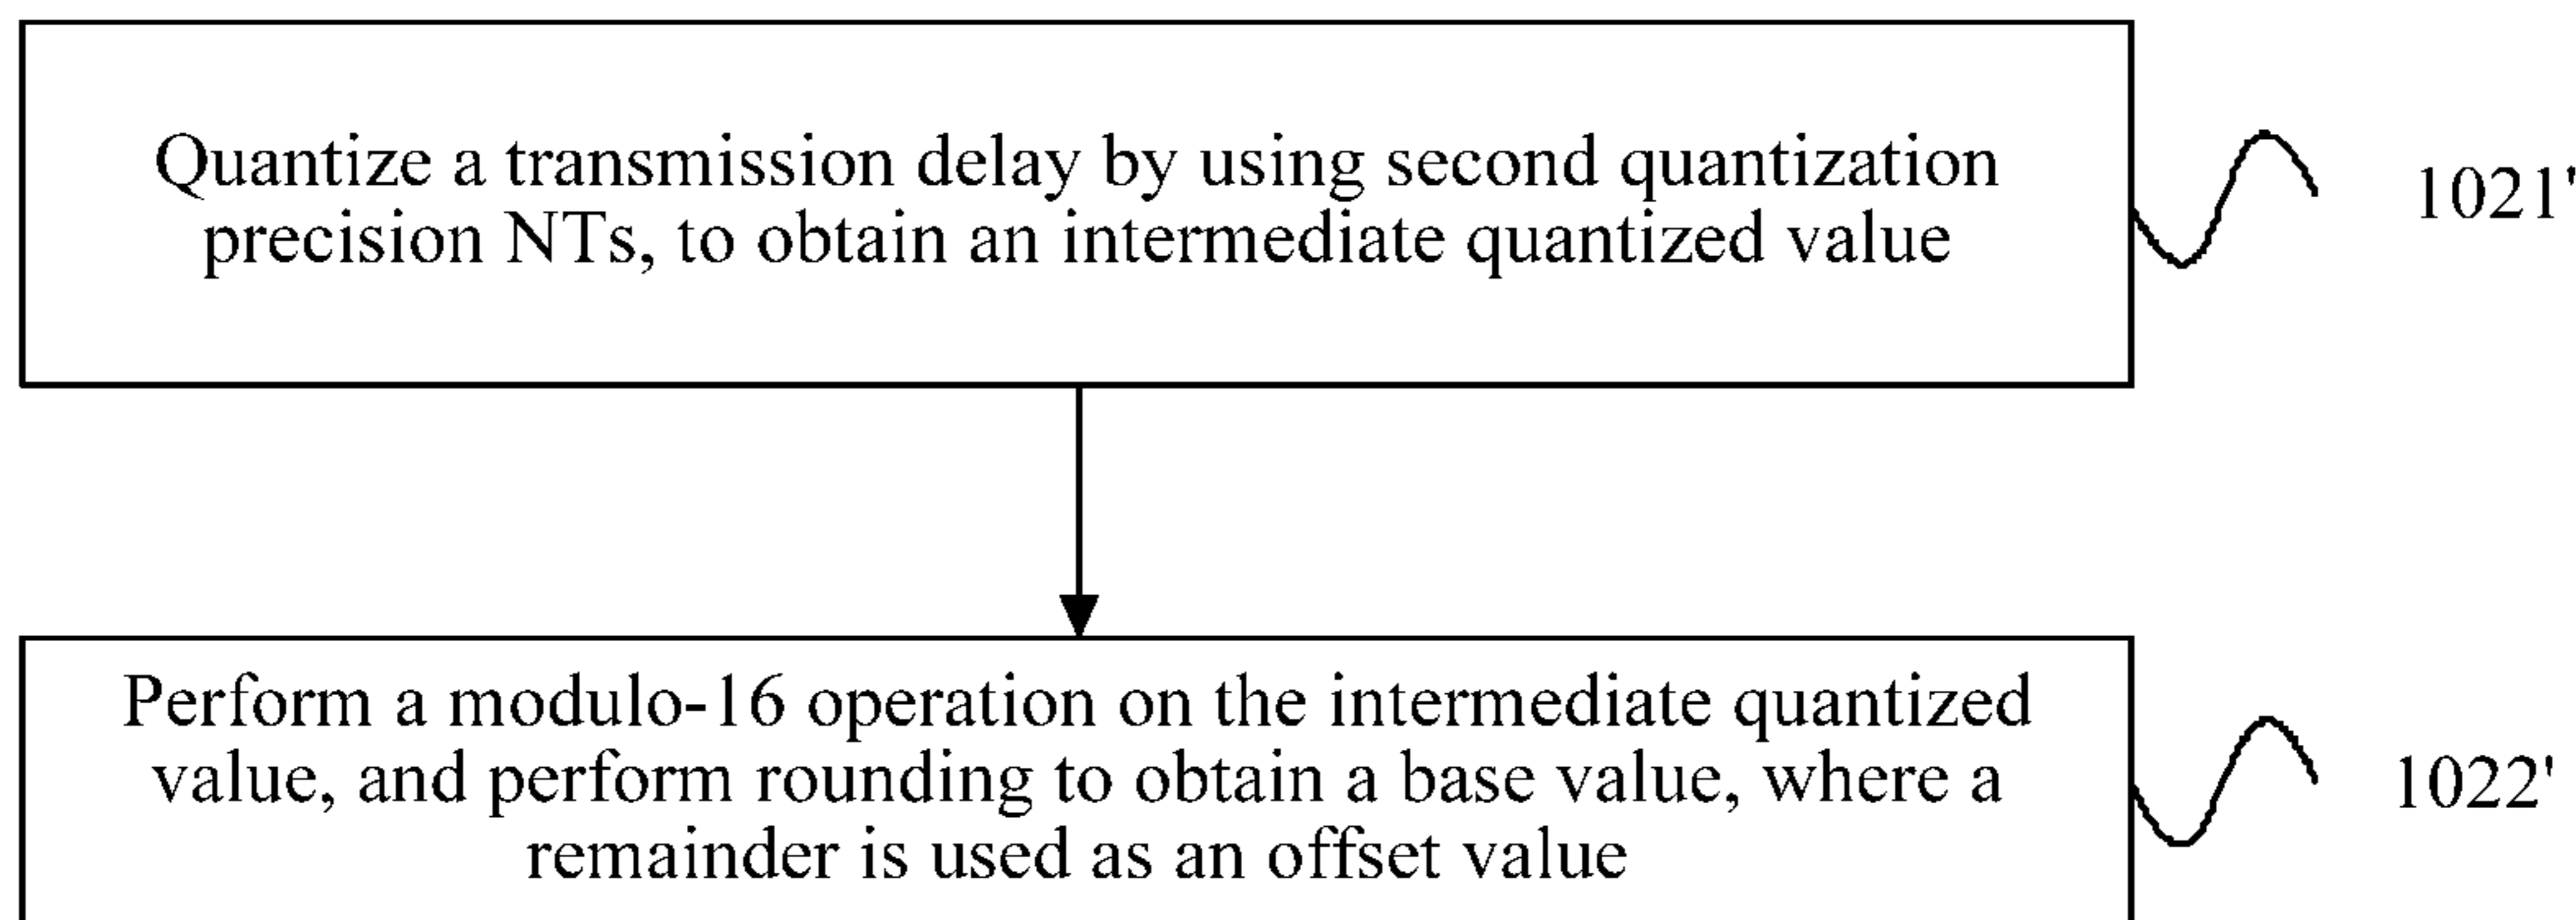 Quantize a transmission delay by using second quantization
precision NTs, to obtain an intermediate quantized value
1021'
Perform a modulo-16 operation on the intermediate quantized
value, and perform rounding to obtain a base value, where a
remainder is used as an offset value
1022'